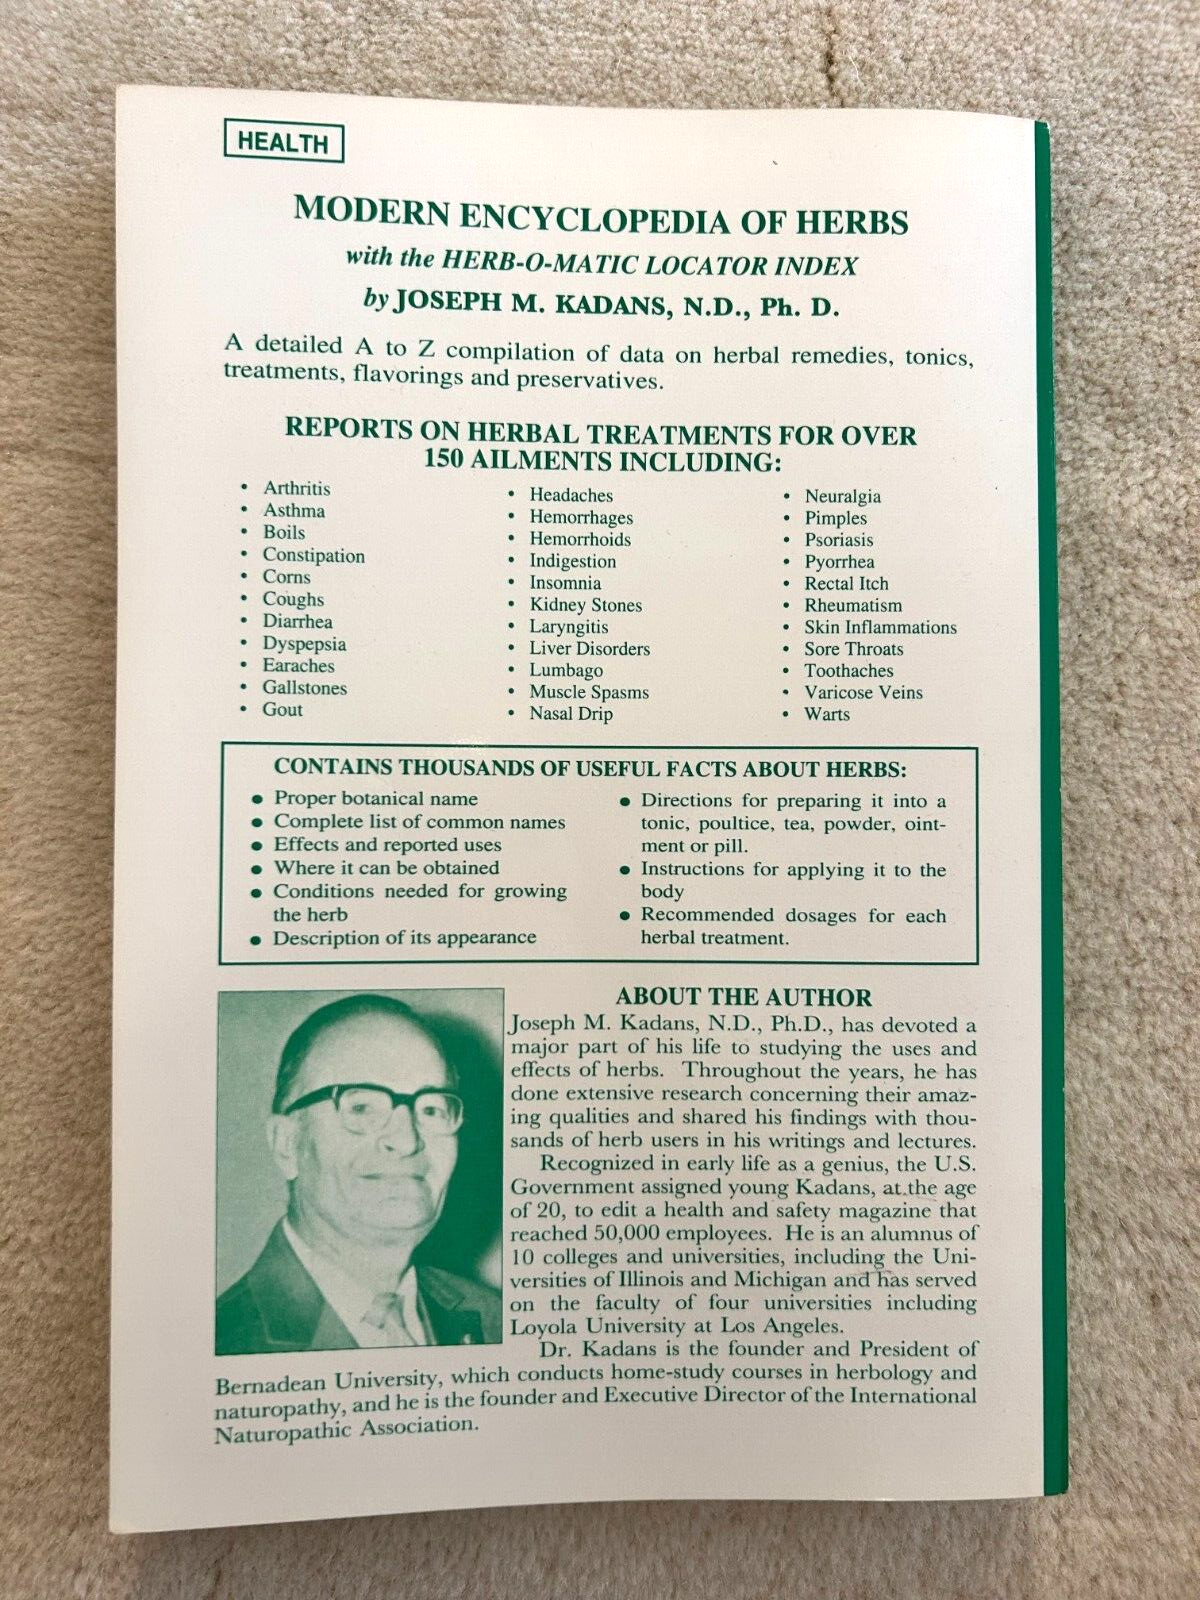 HEALTH
MODERN ENCYCLOPEDIA OF HERBS
with the HERB-O-MATIC LOCATOR INDEX
by JOSEPH M. KADANS, N.D., Ph. D.
A detailed A to Z compilation of data on herbal remedies, tonics,
treatments, flavorings and preservatives.
REPORTS ON HERBAL TREATMENTS FOR OVER
150 AILMENTS INCLUDING:
• Arthritis
• Asthma
• Boils
• Constipation
• Corns
• Coughs
• Diarrhea
• Dyspepsia
• Earaches
• Gallstones
• Gout
• Headaches
• Hemorrhages
• Hemorrhoids
• Indigestion
• Insomnia
• Kidney Stones
• Laryngitis
• Liver Disorders
• Lumbago
• Muscle Spasms
• Nasal Drip
• Neuralgia
• Pimples
• Psoriasis
• Pyorrhea
• Rectal Itch
• Rheumatism
• Skin Inflammations
• Sore Throats
• Toothaches
• Varicose Veins
• Warts
CONTAINS THOUSANDS OF USEFUL FACTS ABOUT HERBS:
● Proper botanical name
● Complete list of common names
● Effects and reported uses
● Where it can be obtained
● Conditions needed for growing
the herb
● Description of its appearance
● Directions for preparing it into a
tonic, poultice, tea, powder, oint-
ment or pill.
● Instructions for applying it to the
body
● Recommended dosages for each
herbal treatment.
ABOUT THE AUTHOR
Joseph M. Kadans, N.D., Ph.D., has devoted a
major part of his life to studying the uses and
effects of herbs. Throughout the years, he has
done extensive research concerning their amaz-
ing qualities and shared his findings with thou-
sands of herb users in his writings and lectures.
Recognized in early life as a genius, the U.S.
Government assigned young Kadans, at the age
of 20, to edit a health and safety magazine that
reached 50,000 employees. He is an alumnus of
10 colleges and universities, including the Uni-
versities of Illinois and Michigan and has served
on the faculty of four universities including
Loyola University at Los Angeles.
Dr. Kadans is the founder and President of
Bernadean University, which conducts home-study courses in herbology and
naturopathy, and he is the founder and Executive Director of the International
Naturopathic Association.